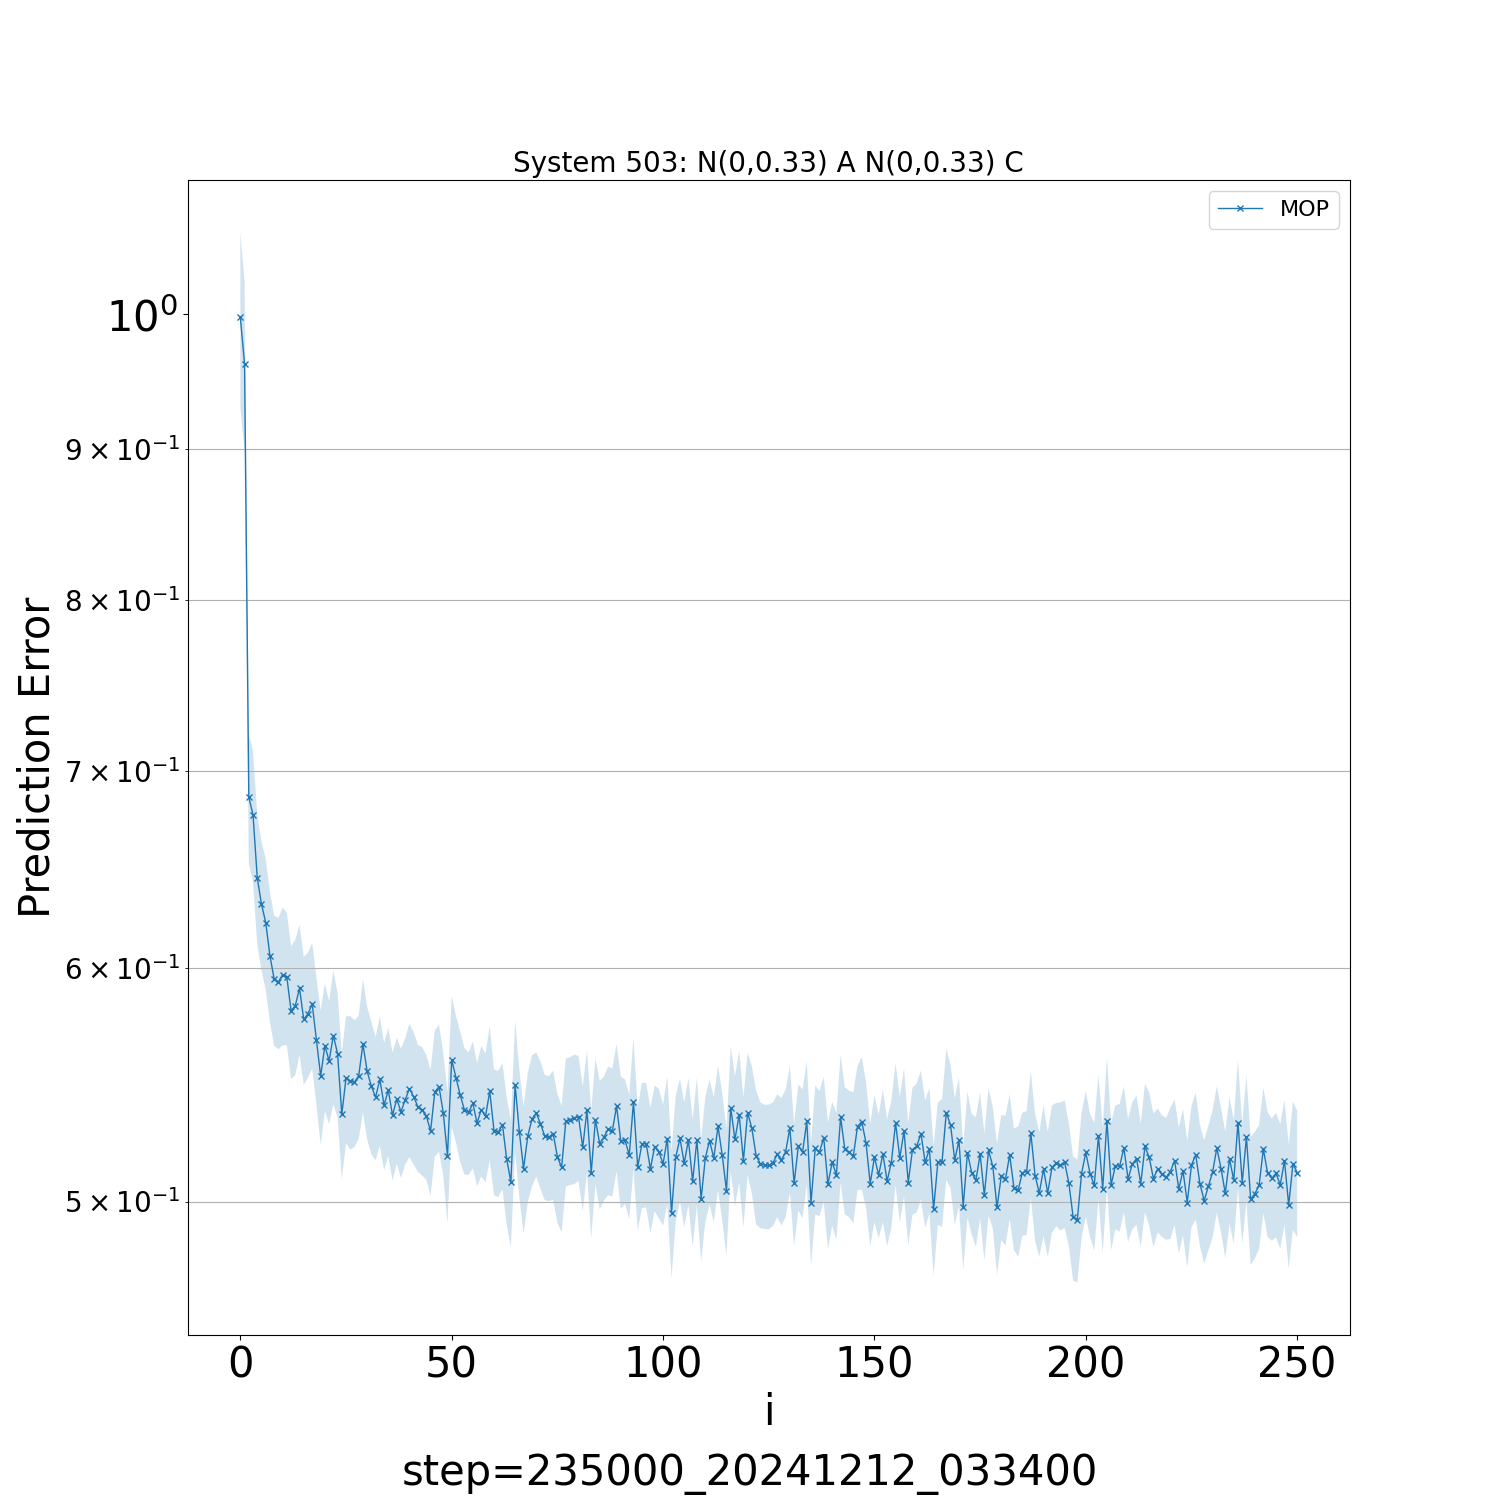 System 503: N(0,0.33) A N(0,0.33) C
MOP
10⁰
9 × 10⁻¹
8 × 10⁻¹
7 × 10⁻¹
6 × 10⁻¹
5 × 10⁻¹
Prediction Error
0 50 100 150 200 250
i
step=235000_20241212_033400